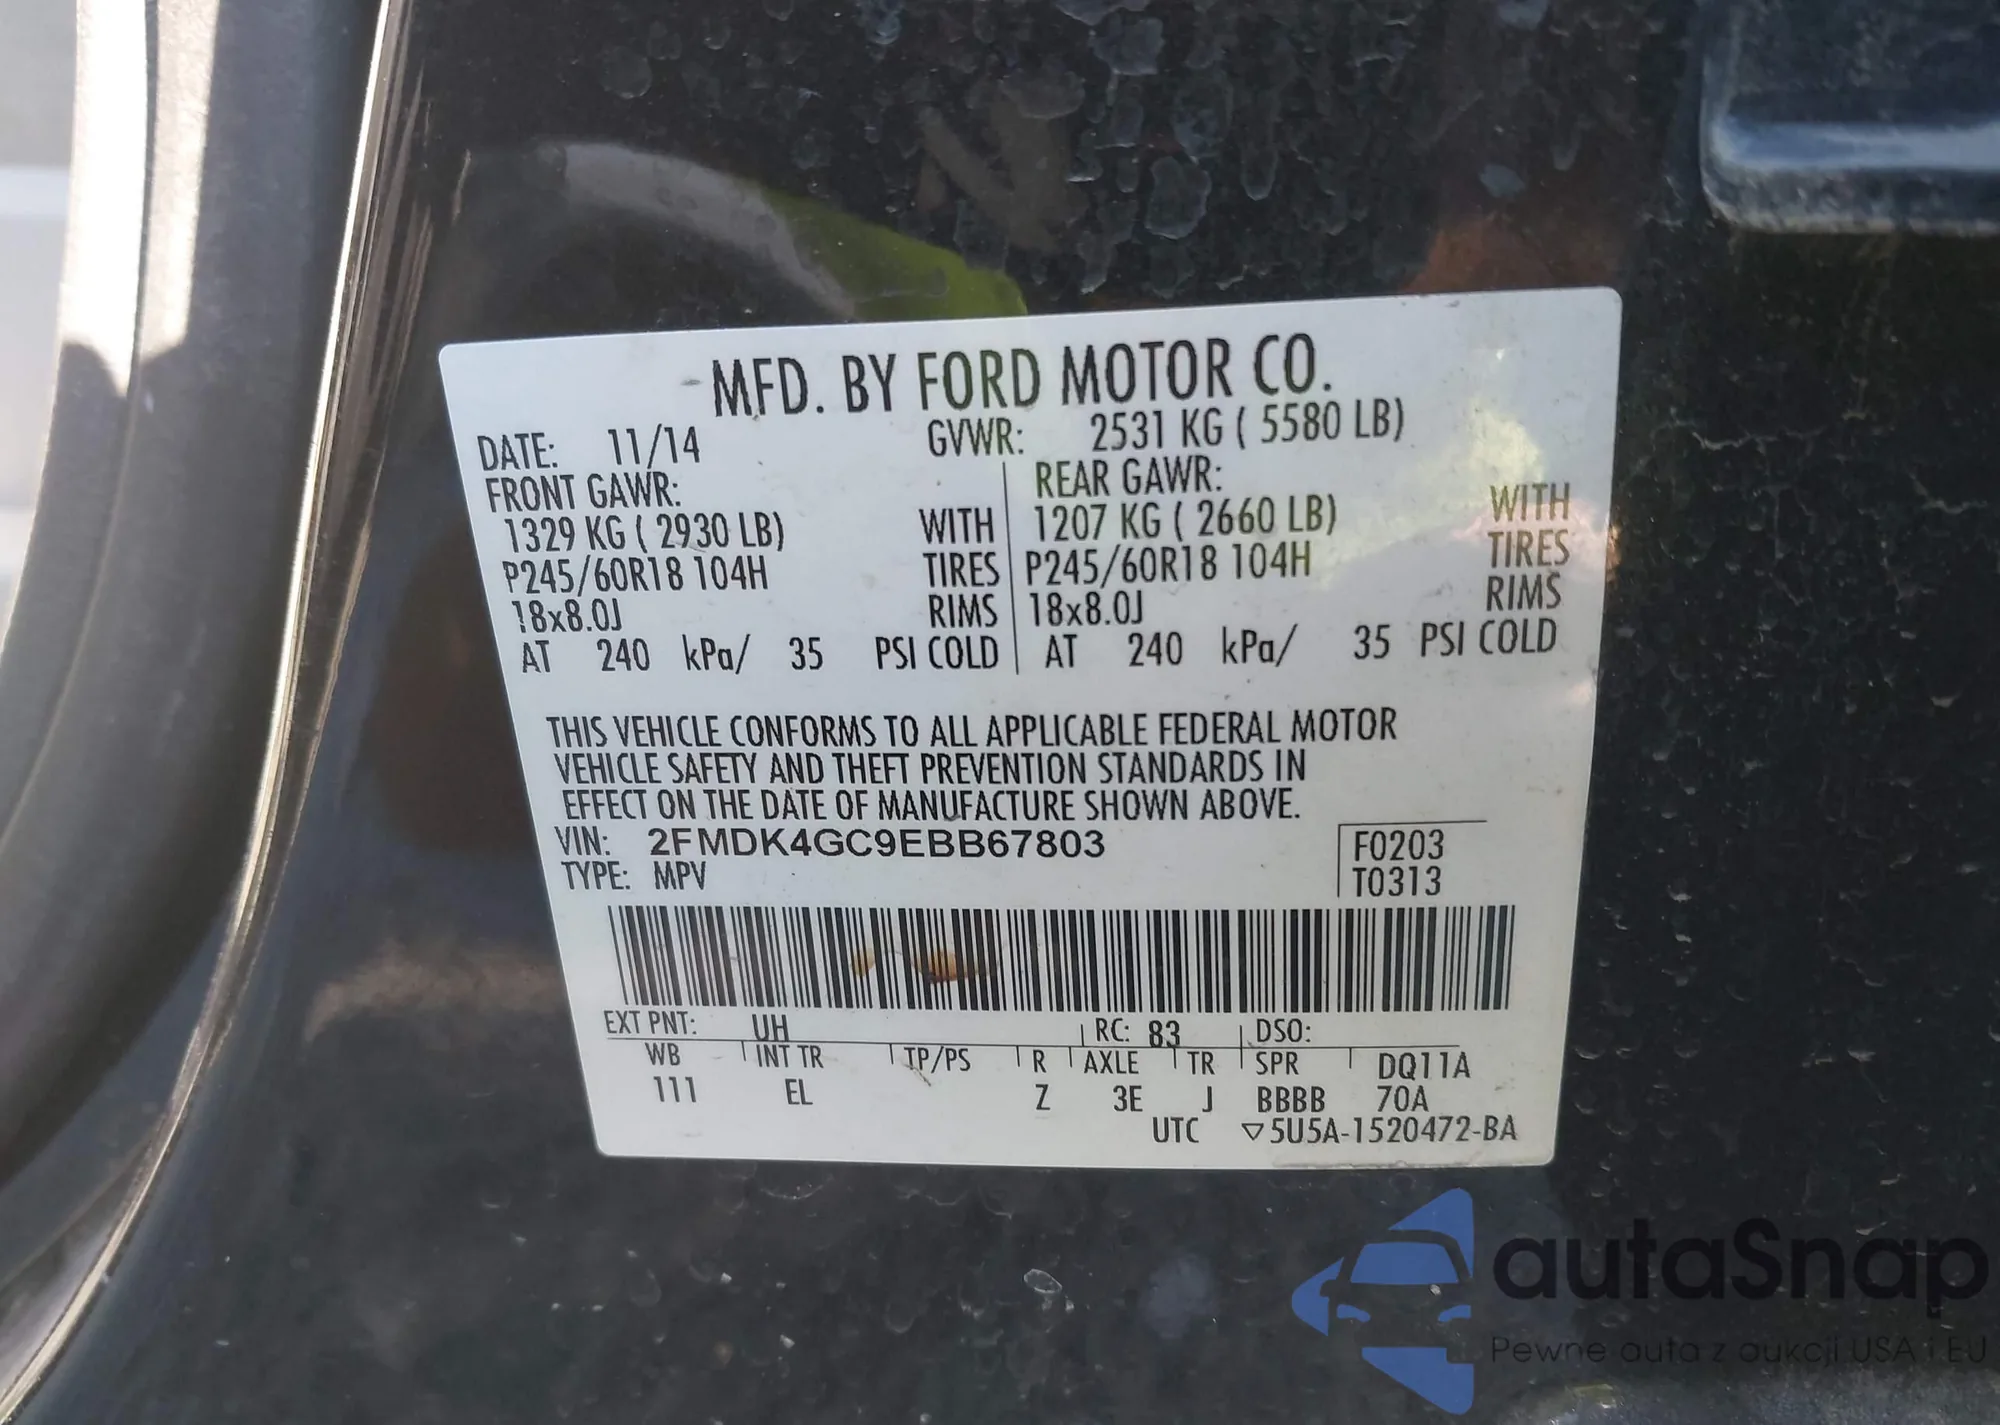 MFD. BY FORD MOTOR CO.
DATE: 11/14 GVWR: 2531 KG ( 5580 LB)
FRONT GAWR: REAR GAWR:
1329 KG ( 2930 LB) WITH 1207 KG ( 2660 LB) WITH
P245/60R18 104H TIRES P245/60R18 104H TIRES
18x8.0J RIMS 18x8.0J RIMS
AT 240 kPa/ 35 PSI COLD AT 240 kPa/ 35 PSI COLD
THIS VEHICLE CONFORMS TO ALL APPLICABLE FEDERAL MOTOR
VEHICLE SAFETY AND THEFT PREVENTION STANDARDS IN
EFFECT ON THE DATE OF MANUFACTURE SHOWN ABOVE.
VIN: 2FMDK4GC9EBB67803 F0203
TYPE: MPV T0313
EXT PNT: UH RC: 83 DSO:
WB INT TR TP/PS R AXLE TR SPR DQ11A
111 EL Z 3E J BBBB 70A
UTC ▽5U5A-1520472-BA
autaSnap
Pewne auta z aukcji USA i EU